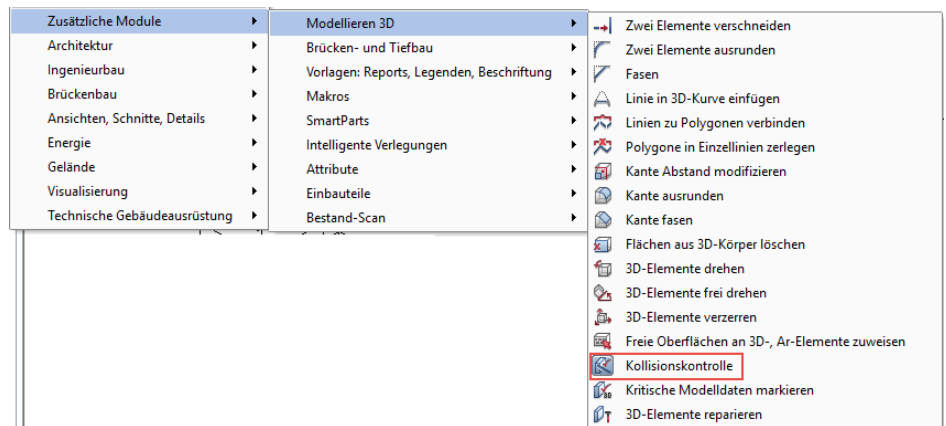 Zusätzliche Module
Architektur
Ingenieurbau
Brückenbau
Ansichten, Schnitte, Details
Energie
Gelände
Visualisierung
Technische Gebäudeausrüstung
Modellieren 3D
Brücken- und Tiefbau
Vorlagen: Reports, Legenden, Beschriftung
Makros
SmartParts
Intelligente Verlegungen
Attribute
Einbauteile
Bestand-Scan
Zwei Elemente verschneiden
Zwei Elemente ausrunden
Fasen
Linie in 3D-Kurve einfügen
Linien zu Polygonen verbinden
Polygone in Einzellinien zerlegen
Kante Abstand modifizieren
Kante ausrunden
Kante fasen
Flächen aus 3D-Körper löschen
3D-Elemente drehen
3D-Elemente frei drehen
3D-Elemente verzerren
Freie Oberflächen an 3D-, Ar-Elemente zuweisen
Kollisionskontrolle
Kritische Modelldaten markieren
3D-Elemente reparieren